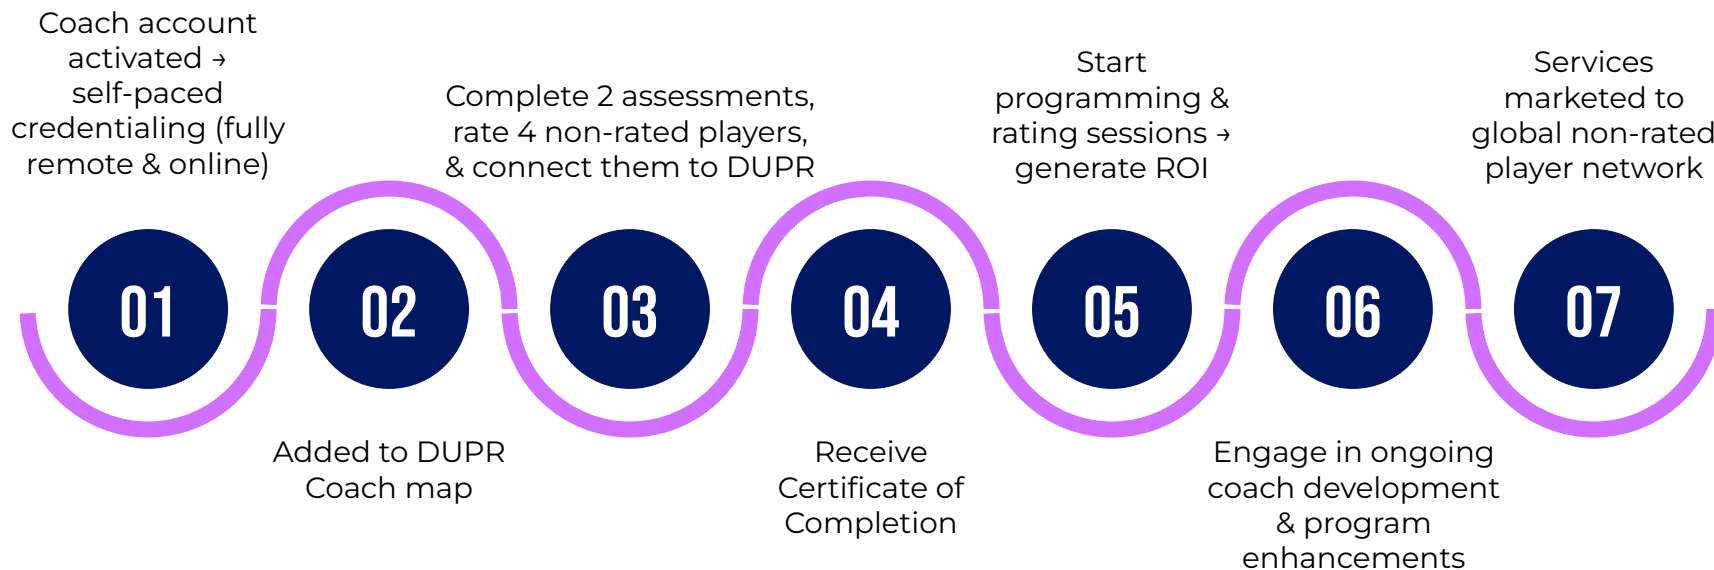 Coach account
activated →
self-paced
credentialing (fully
remote & online)
01
02
Added to DUPR
Coach map
Complete 2 assessments,
rate 4 non-rated players,
& connect them to DUPR
03
04
Receive
Certificate of
Completion
Start
programming &
rating sessions →
generate ROI
05
06
Engage in ongoing
coach development
& program
enhancements
Services
marketed to
global non-rated
player network
07